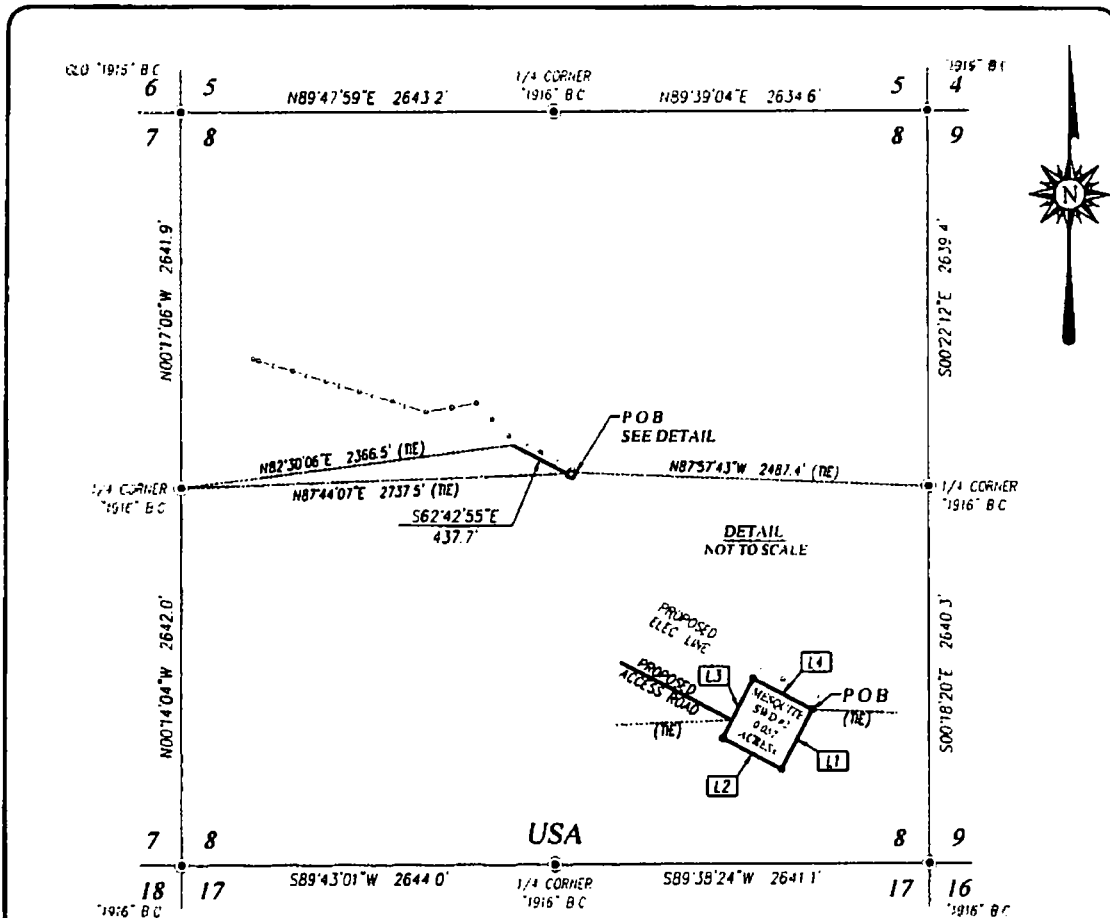 GLO "1915" B C
6 5
N89°47'59"E 2643.2'
1/4 CORNER
"1916" B C
N89°39'04"E 2634 6'
5 4
7 8
8 9
N
N00°17'06"W 2641.9'
S00°22'12"E 2639 4'
P O B
SEE DETAIL
N82°30'06"E 2366.5' (TIE)
N87°57'43"W 2487.4' (TIE)
1/4 CORNER
N87°44'07"E 2737 5' (TIE)
1/4 CORNER
"1916" B C
S62°42'55"E
437.7'
DETAIL
NOT TO SCALE
N00°14'04"W 2642.0'
S00°18'20"E 2640 3'
PROPOSED
ELEC LINE
PROPOSED
ACCESS ROAD
L3
L4
P O B
(TIE)
MESQUITE
SWD #2
(TIE)
L1
L2
7 8
USA
8 9
S89°43'01"W 2644 0'
1/4 CORNER
"1916" B C
S89°38'24"W 2641 1'
18 17
"1916" B C
17 16
"1916" B C